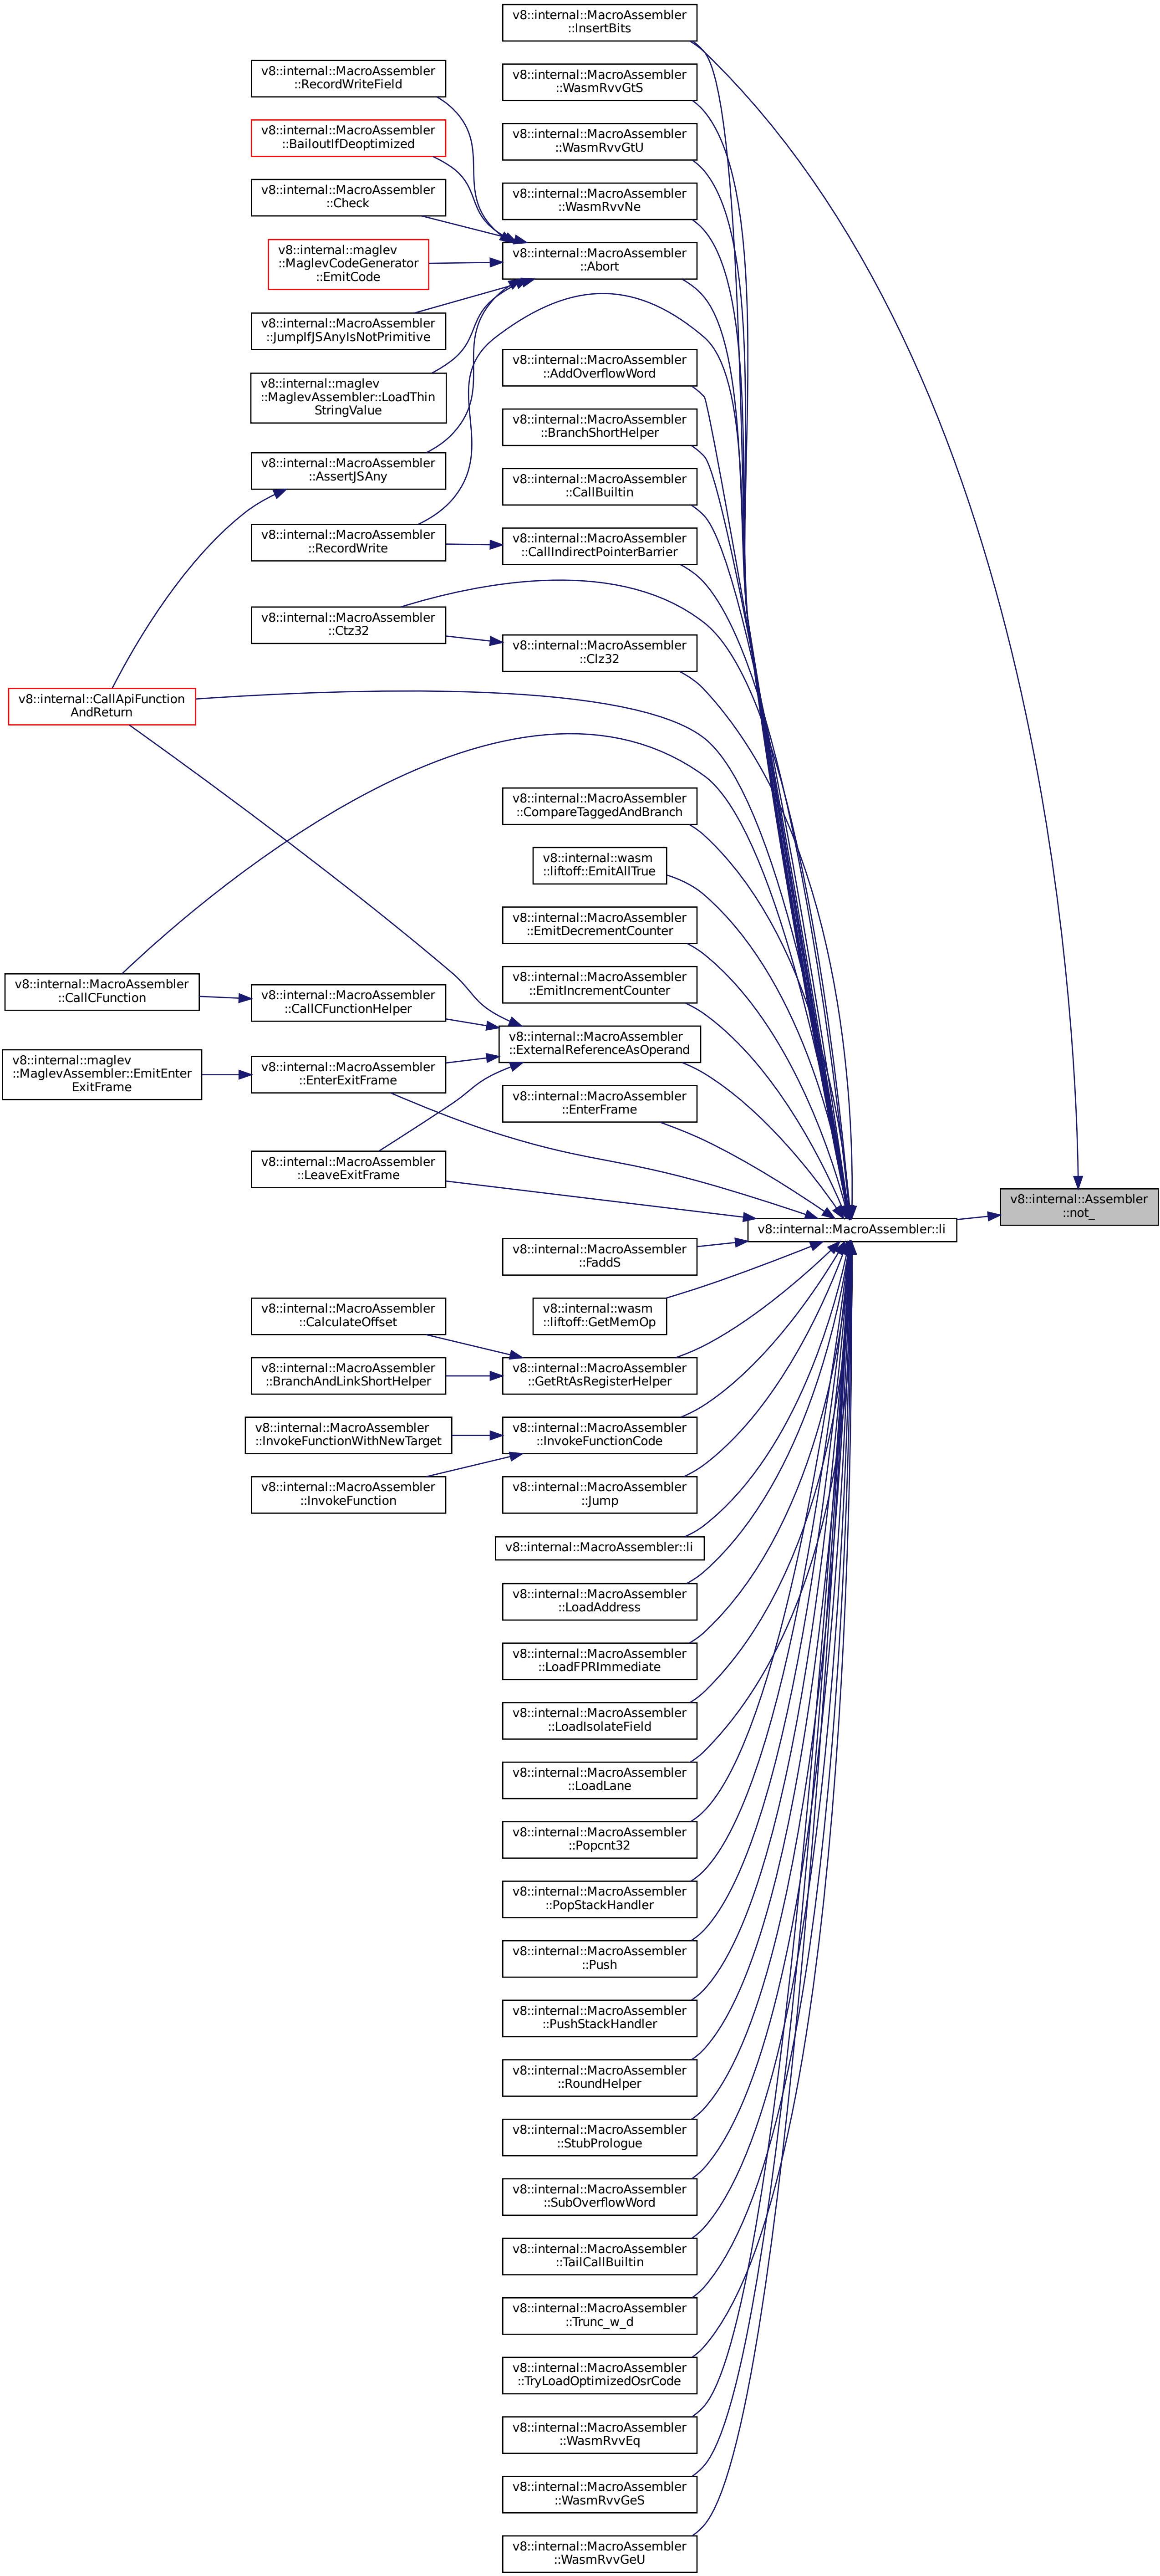 v8::internal::MacroAssembler
::InsertBits
v8::internal::MacroAssembler
::RecordWriteField
v8::internal::MacroAssembler
::WasmRvvGtS
v8::internal::MacroAssembler
::BailoutIfDeoptimized
v8::internal::MacroAssembler
::WasmRvvGtU
v8::internal::MacroAssembler
::Check
v8::internal::MacroAssembler
::WasmRvvNe
v8::internal::maglev
::MaglevCodeGenerator
::EmitCode
v8::internal::MacroAssembler
::Abort
v8::internal::MacroAssembler
::JumpIfJSAnyIsNotPrimitive
v8::internal::MacroAssembler
::AddOverflowWord
v8::internal::maglev
::MaglevAssembler::LoadThin
StringValue
v8::internal::MacroAssembler
::BranchShortHelper
v8::internal::MacroAssembler
::AssertJSAny
v8::internal::MacroAssembler
::CallBuiltin
v8::internal::MacroAssembler
::RecordWrite
v8::internal::MacroAssembler
::CallIndirectPointerBarrier
v8::internal::MacroAssembler
::Ctz32
v8::internal::MacroAssembler
::Clz32
v8::internal::CallApiFunction
AndReturn
v8::internal::MacroAssembler
::CompareTaggedAndBranch
v8::internal::wasm
::liftoff::EmitAllTrue
v8::internal::MacroAssembler
::EmitDecrementCounter
v8::internal::MacroAssembler
::CallCFunction
v8::internal::MacroAssembler
::CallCFunctionHelper
v8::internal::MacroAssembler
::EmitIncrementCounter
v8::internal::MacroAssembler
::ExternalReferenceAsOperand
v8::internal::maglev
::MaglevAssembler::EmitEnter
ExitFrame
v8::internal::MacroAssembler
::EnterExitFrame
v8::internal::MacroAssembler
::EnterFrame
v8::internal::MacroAssembler
::LeaveExitFrame
v8::internal::Assembler
::not_
v8::internal::MacroAssembler::li
v8::internal::MacroAssembler
::FaddS
v8::internal::wasm
::liftoff::GetMemOp
v8::internal::MacroAssembler
::CalculateOffset
v8::internal::MacroAssembler
::BranchAndLinkShortHelper
v8::internal::MacroAssembler
::GetRtAsRegisterHelper
v8::internal::MacroAssembler
::InvokeFunctionWithNewTarget
v8::internal::MacroAssembler
::InvokeFunctionCode
v8::internal::MacroAssembler
::InvokeFunction
v8::internal::MacroAssembler
::Jump
v8::internal::MacroAssembler::li
v8::internal::MacroAssembler
::LoadAddress
v8::internal::MacroAssembler
::LoadFPRImmediate
v8::internal::MacroAssembler
::LoadIsolateField
v8::internal::MacroAssembler
::LoadLane
v8::internal::MacroAssembler
::Popcnt32
v8::internal::MacroAssembler
::PopStackHandler
v8::internal::MacroAssembler
::Push
v8::internal::MacroAssembler
::PushStackHandler
v8::internal::MacroAssembler
::RoundHelper
v8::internal::MacroAssembler
::StubPrologue
v8::internal::MacroAssembler
::SubOverflowWord
v8::internal::MacroAssembler
::TailCallBuiltin
v8::internal::MacroAssembler
::Trunc_w_d
v8::internal::MacroAssembler
::TryLoadOptimizedOsrCode
v8::internal::MacroAssembler
::WasmRvvEq
v8::internal::MacroAssembler
::WasmRvvGeS
v8::internal::MacroAssembler
::WasmRvvGeU